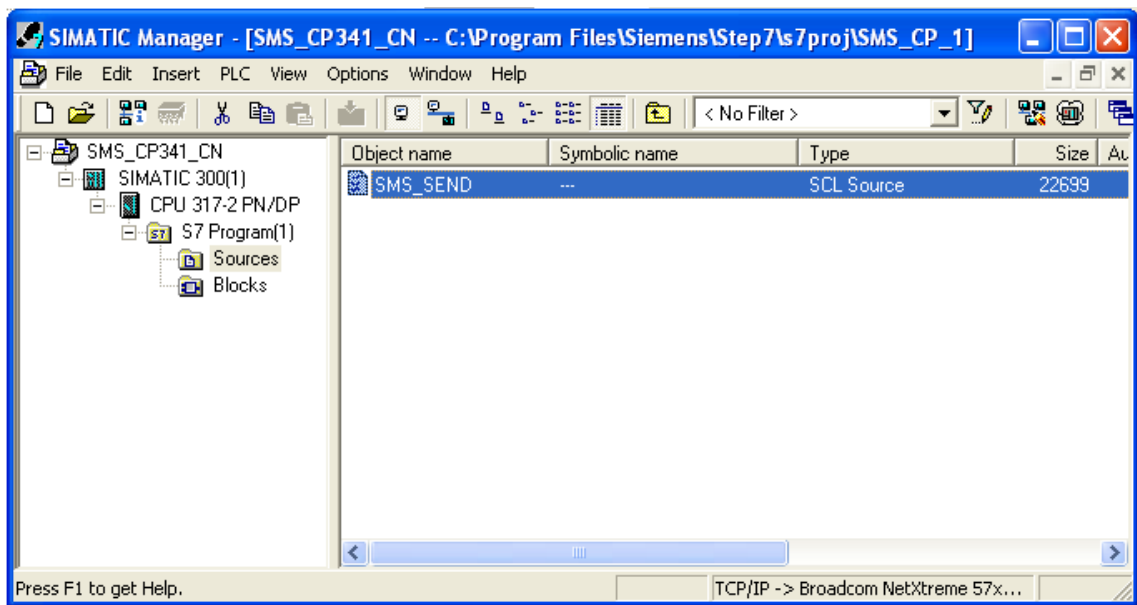 SIMATIC Manager - [SMS_CP341_CN -- C:\Program Files\Siemens\Step7\s7proj\SMS_CP_1]
File Edit Insert PLC View Options Window Help
< No Filter >
SMS_CP341_CN
SIMATIC 300(1)
CPU 317-2 PN/DP
S7 Program(1)
Sources
Blocks
Object name Symbolic name Type Size Au
SMS_SEND --- SCL Source 22699
Press F1 to get Help. TCP/IP -> Broadcom NetXtreme 57x...